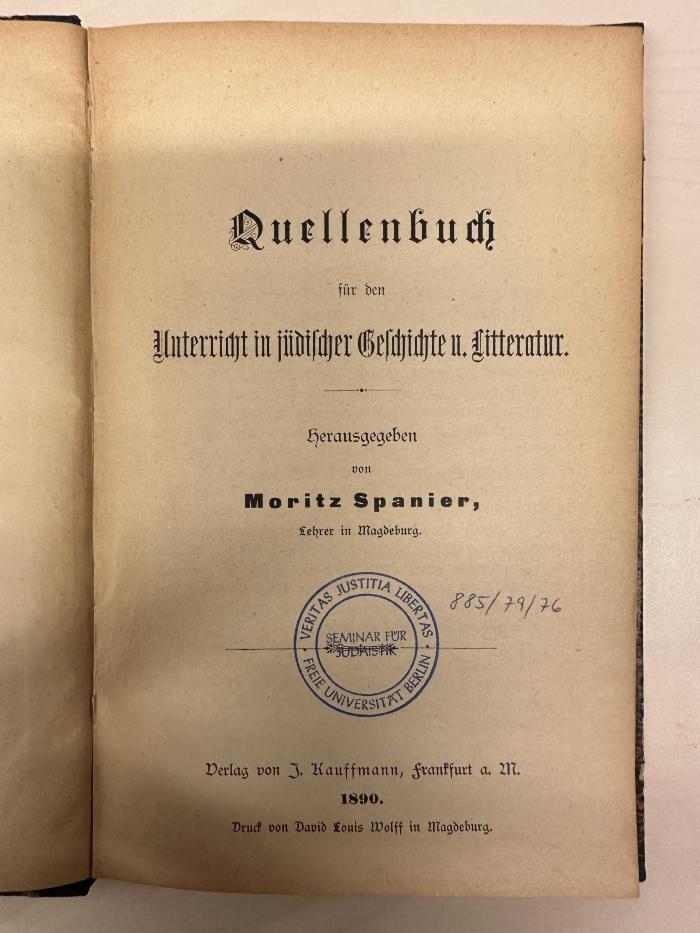 Quellenbuch
für den
Unterricht in jüdischer Geschichte u. Litteratur.
Herausgegeben
von
Moritz Spanier,
Lehrer in Magdeburg.
VERITAS JUSTITIA LIBERTAS
SEMINAR FÜR
JUDAISTIK
FREIE UNIVERSITÄT BERLIN
885/79/76
Verlag von J. Kauffmann, Frankfurt a. M.
1890.
Druck von David Louis Wolff in Magdeburg.